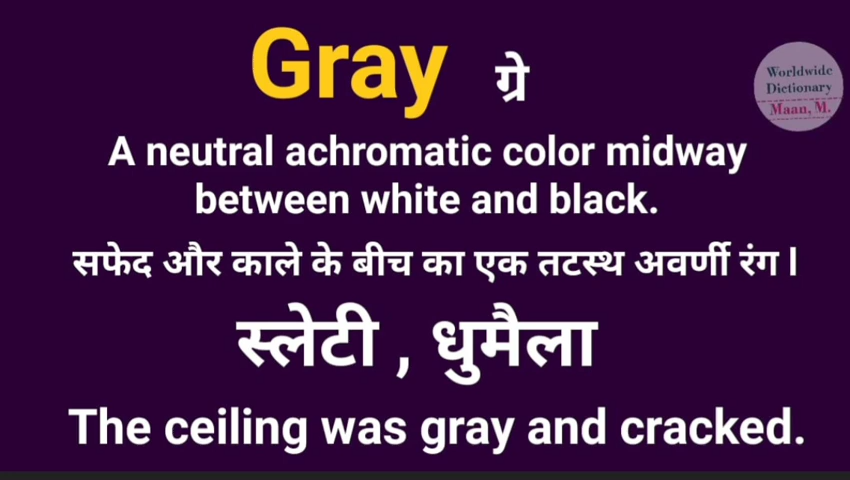 Gray ग्रे
Worldwide
Dictionary
Maan, M.
A neutral achromatic color midway
between white and black.
सफेद और काले के बीच का एक तटस्थ अवर्णी रंग l
स्लेटी , धुमैला
The ceiling was gray and cracked.